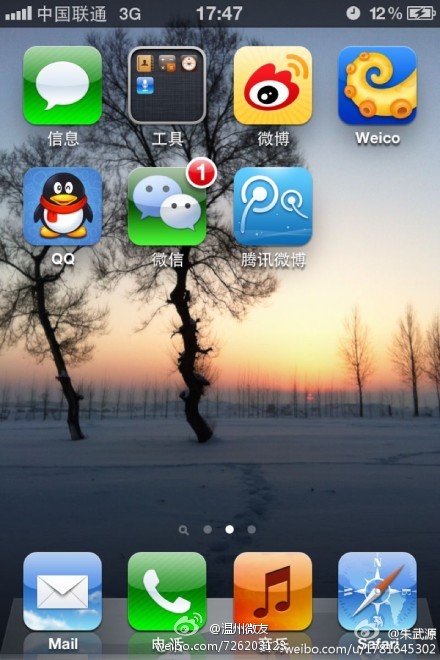 中国联通 3G 17:47 12%
信息 工具 微博 Weico
1
QQ 微信 腾讯微博
Mail 电话 音乐 Safari
@温州微友
weibo.com/726203123
@朱武源
weibo.com/u/1781645302